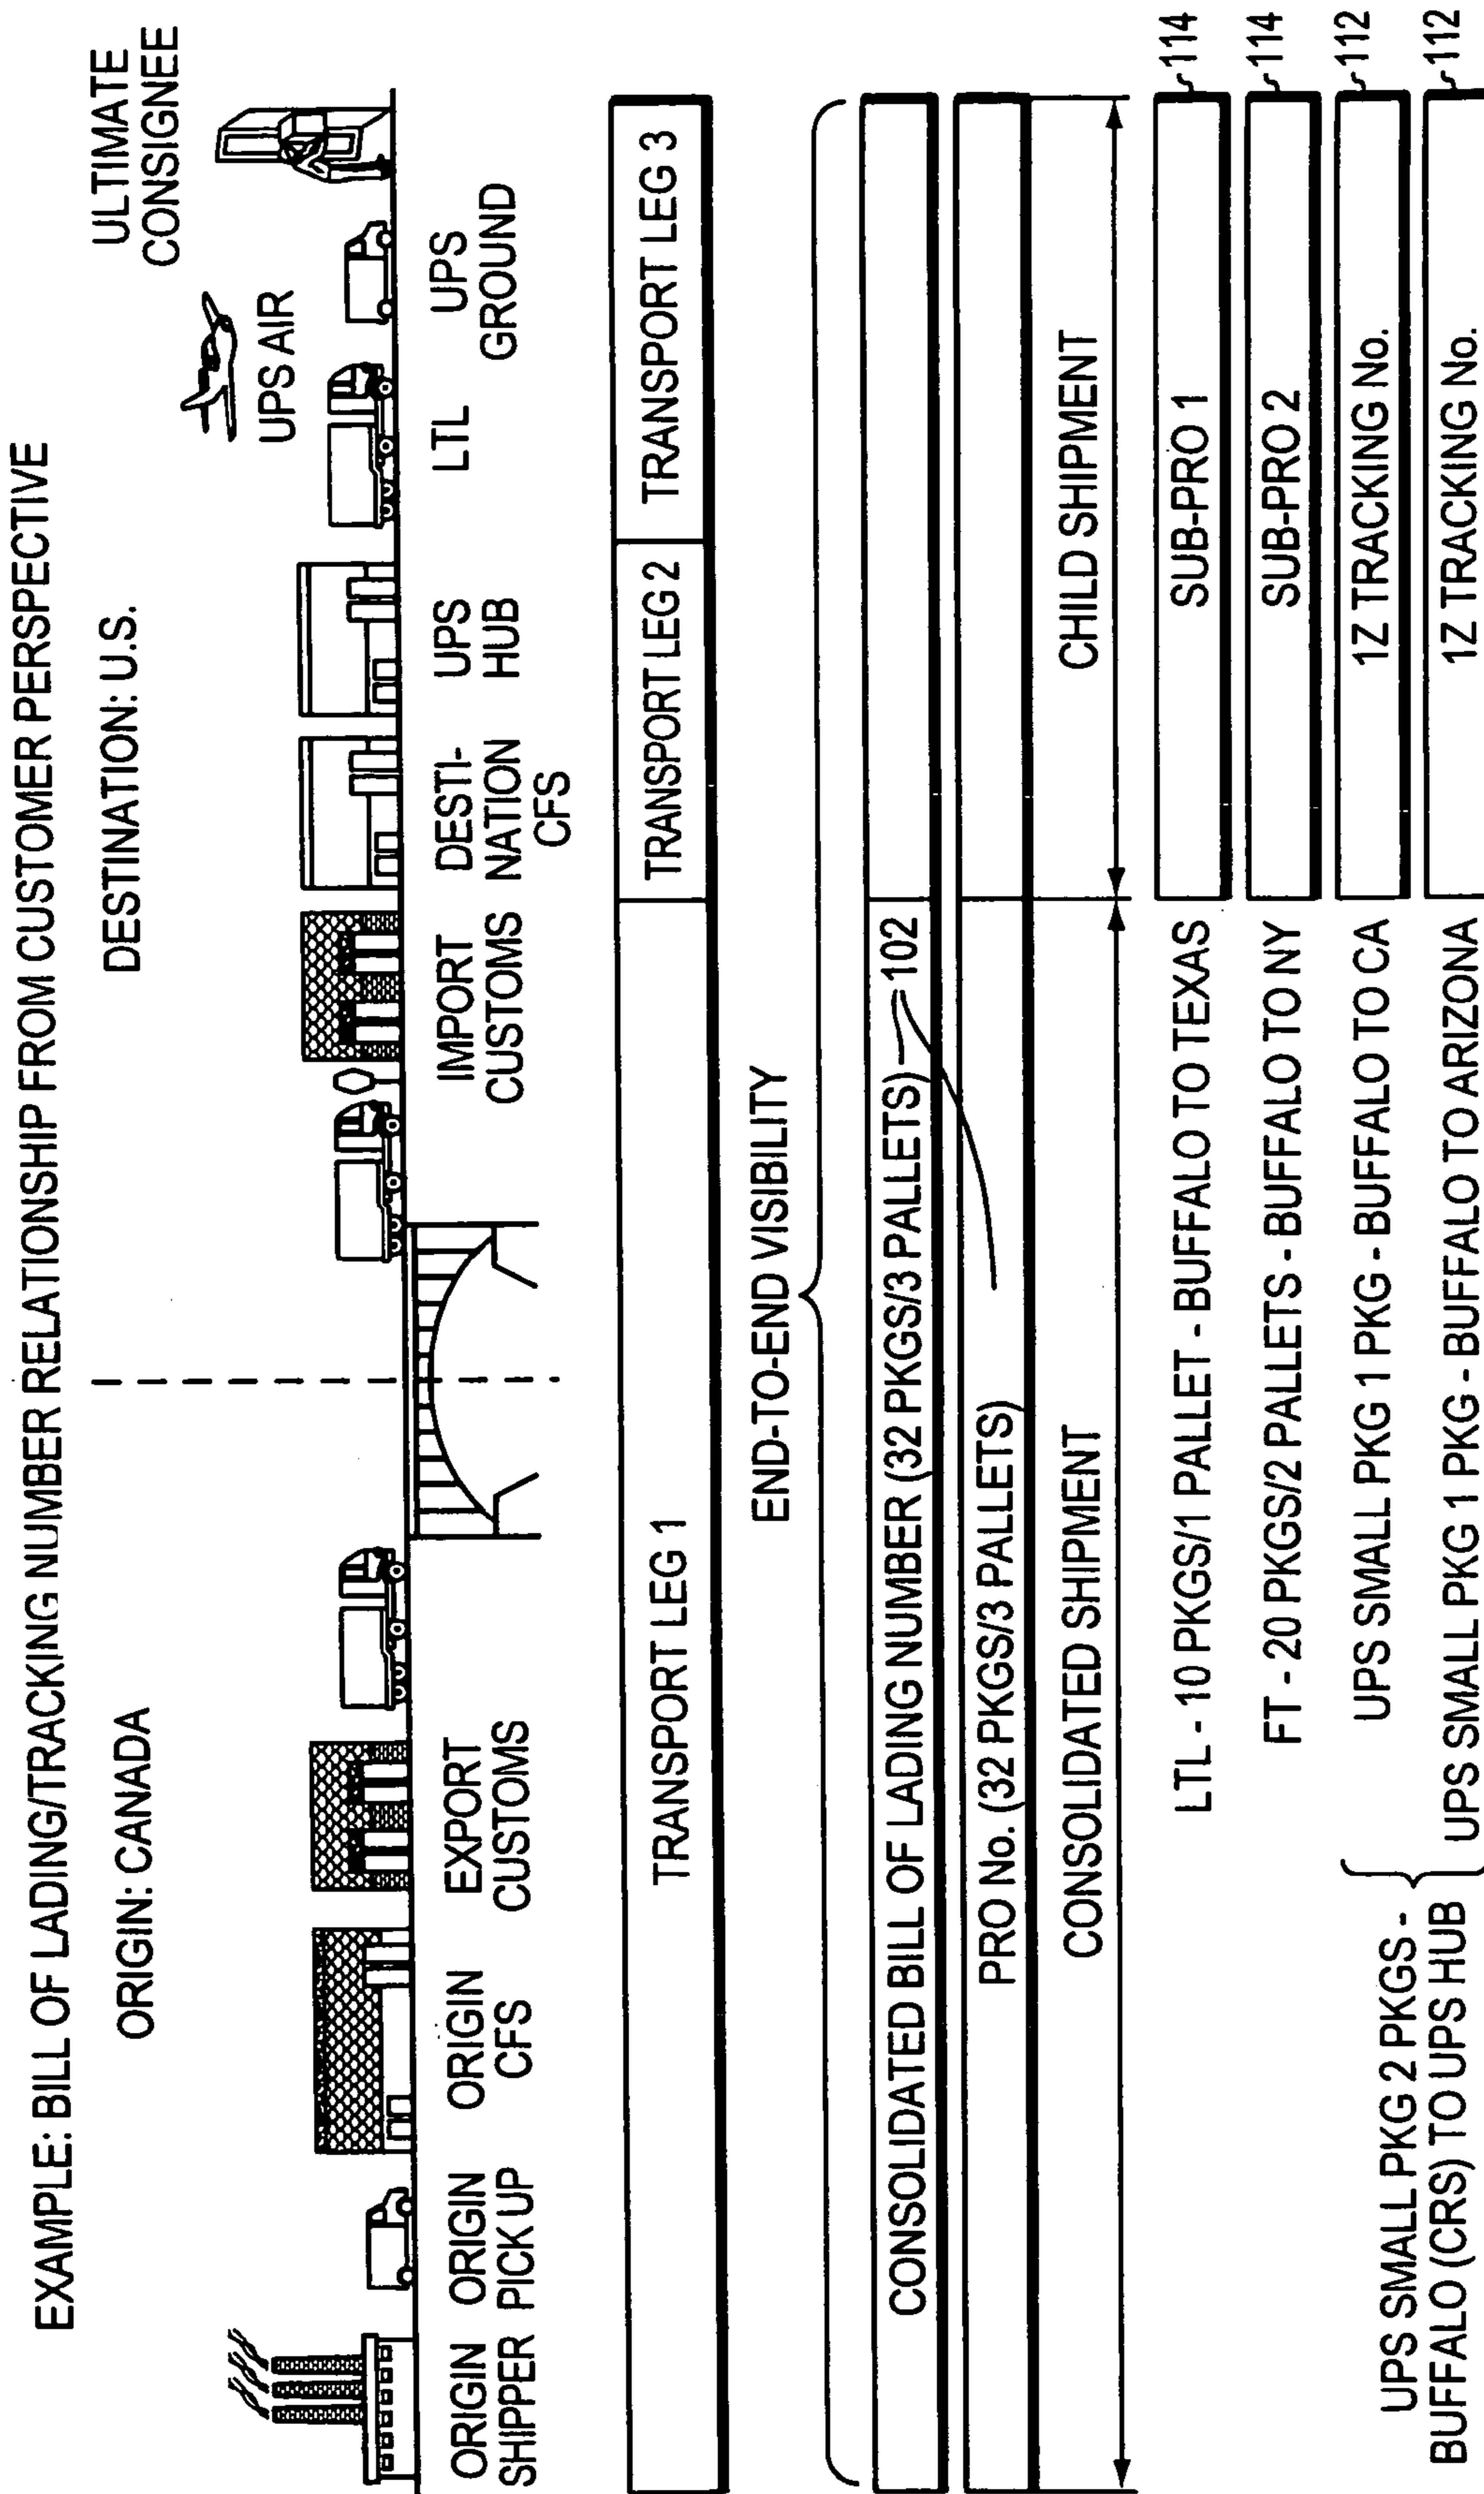 EXAMPLE: BILL OF LADING/TRACKING NUMBER RELATIONSHIP FROM CUSTOMER PERSPECTIVE
ORIGIN: CANADA
DESTINATION: U.S.
ULTIMATE
CONSIGNEE
UPS AIR
ORIGIN
SHIPPER
ORIGIN
PICK UP
ORIGIN
CFS
EXPORT
CUSTOMS
IMPORT
CUSTOMS
DESTI-
NATION
CFS
UPS
HUB
LTL
UPS
GROUND
TRANSPORT LEG 1
TRANSPORT LEG 2
TRANSPORT LEG 3
END-TO-END VISIBILITY
CONSOLIDATED BILL OF LADING NUMBER (32 PKGS/3 PALLETS)
102
PRO No. (32 PKGS/3 PALLETS)
CONSOLIDATED SHIPMENT
CHILD SHIPMENT
LTL - 10 PKGS/1 PALLET - BUFFALO TO TEXAS
SUB-PRO 1
114
FT - 20 PKGS/2 PALLETS - BUFFALO TO NY
SUB-PRO 2
114
UPS SMALL PKG 2 PKGS -
BUFFALO (CRS) TO UPS HUB
UPS SMALL PKG 1 PKG - BUFFALO TO CA
1Z TRACKING No.
112
UPS SMALL PKG 1 PKG - BUFFALO TO ARIZONA
1Z TRACKING No.
112